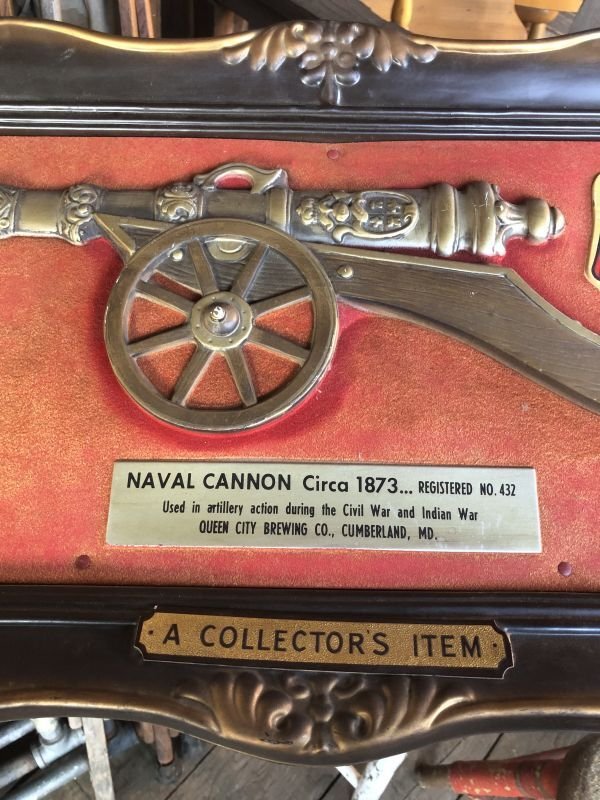 NAVAL CANNON Circa 1873... REGISTERED NO. 432
Used in artillery action during the Civil War and Indian War
QUEEN CITY BREWING CO., CUMBERLAND, MD.
· A COLLECTOR'S ITEM ·